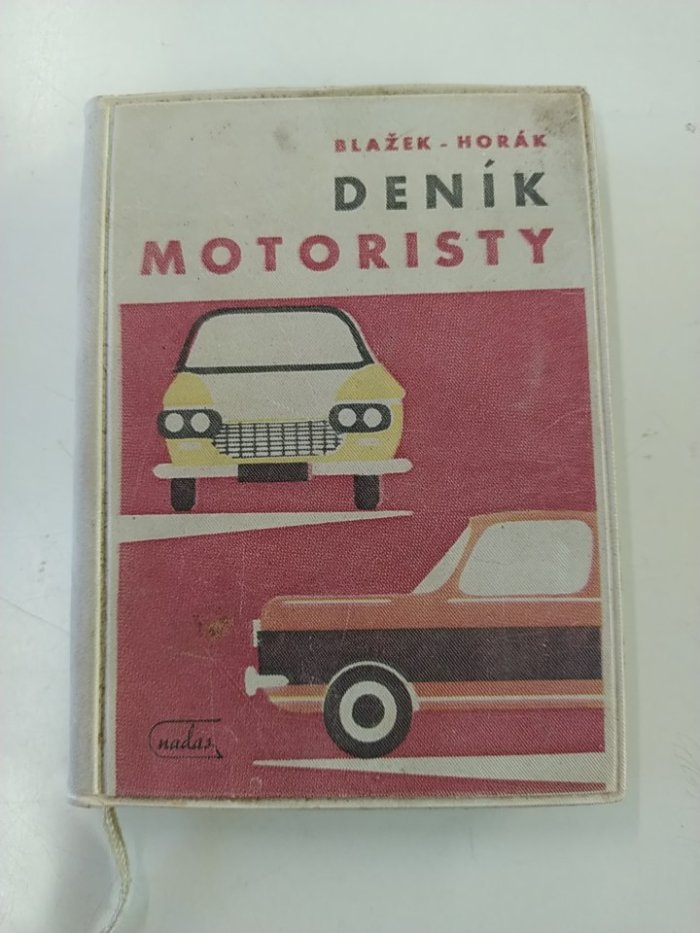 BLAŽEK - HORÁK
DENÍK
MOTORISTY
nadas